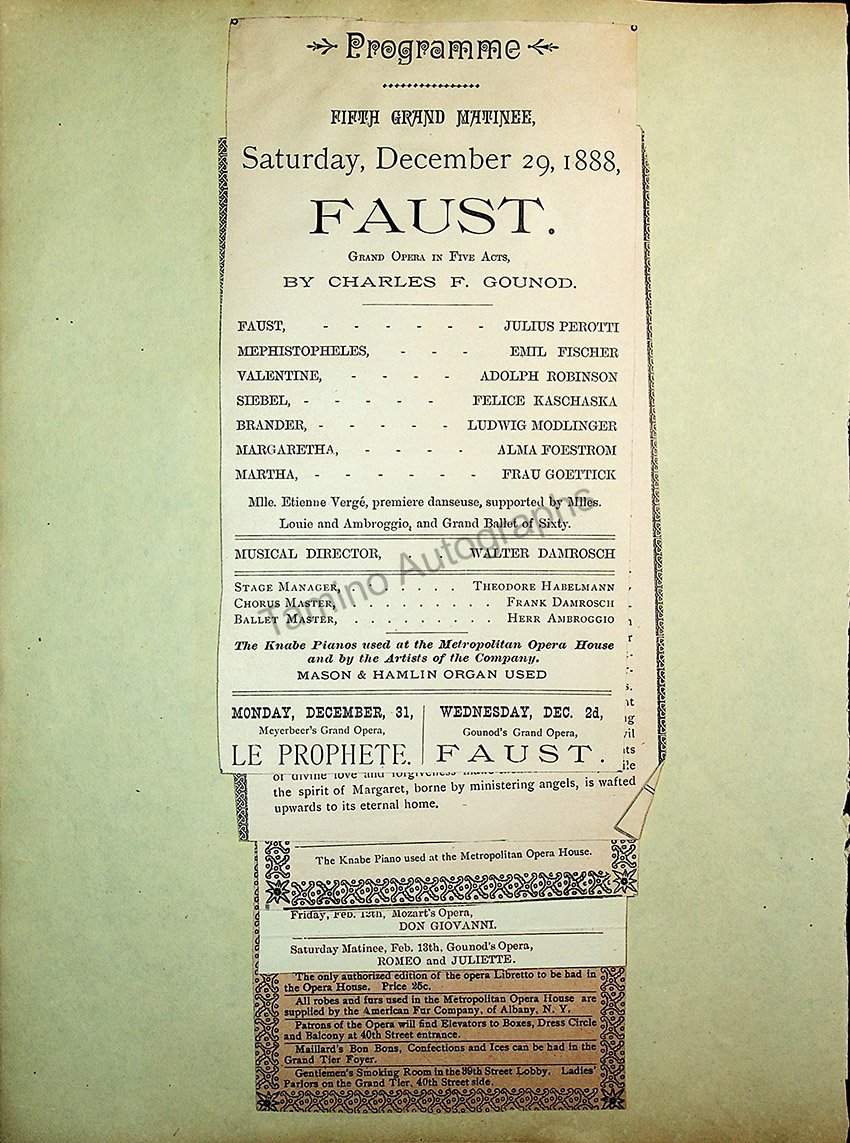 Programme
FIFTH GRAND MATINEE,
Saturday, December 29, 1888,
FAUST.
GRAND OPERA IN FIVE ACTS,
BY CHARLES F. GOUNOD.
FAUST, - - - - - - JULIUS PEROTTI
MEPHISTOPHELES, - - - EMIL FISCHER
VALENTINE, - - - - ADOLPH ROBINSON
SIEBEL, - - - - - FELICE KASCHASKA
BRANDER, - - - - - LUDWIG MODLINGER
MARGARETHA, - - - - ALMA FOESTROM
MARTHA, - - - - - - FRAU GOETTICK
Mlle. Etienne Vergé, premiere danseuse, supported by Mlles.
Louie and Ambroggio, and Grand Ballet of Sixty.
MUSICAL DIRECTOR, . . WALTER DAMROSCH
STAGE MANAGER, . . . . . . . THEODORE HABELMANN
CHORUS MASTER, . . . . . . . . FRANK DAMROSCH
BALLET MASTER, . . . . . . . . . HERR AMBROGGIO
The Knabe Pianos used at the Metropolitan Opera House
and by the Artists of the Company.
MASON & HAMLIN ORGAN USED
MONDAY, DECEMBER, 31,
Meyerbeer's Grand Opera,
LE PROPHETE.
WEDNESDAY, DEC. 2d,
Gounod's Grand Opera,
FAUST.
of divine love and forgiveness
the spirit of Margaret, borne by ministering angels, is wafted
upwards to its eternal home.
The Knabe Piano used at the Metropolitan Opera House.
Friday, Feb. 12th, Mozart's Opera,
DON GIOVANNI.
Saturday Matinee, Feb. 13th, Gounod's Opera,
ROMEO and JULIETTE.
The only authorized edition of the opera Libretto to be had in
the Opera House. Price 25c.
All robes and furs used in the Metropolitan Opera House are
supplied by the American Fur Company, of Albany, N. Y.
Patrons of the Opera will find Elevators to Boxes, Dress Circle
and Balcony at 40th Street entrance.
Maillard's Bon Bons, Confections and Ices can be had in the
Grand Tier Foyer.
Gentlemen's Smoking Room in the 39th Street Lobby. Ladies'
Parlors on the Grand Tier, 40th Street side.
Tamino Autographs